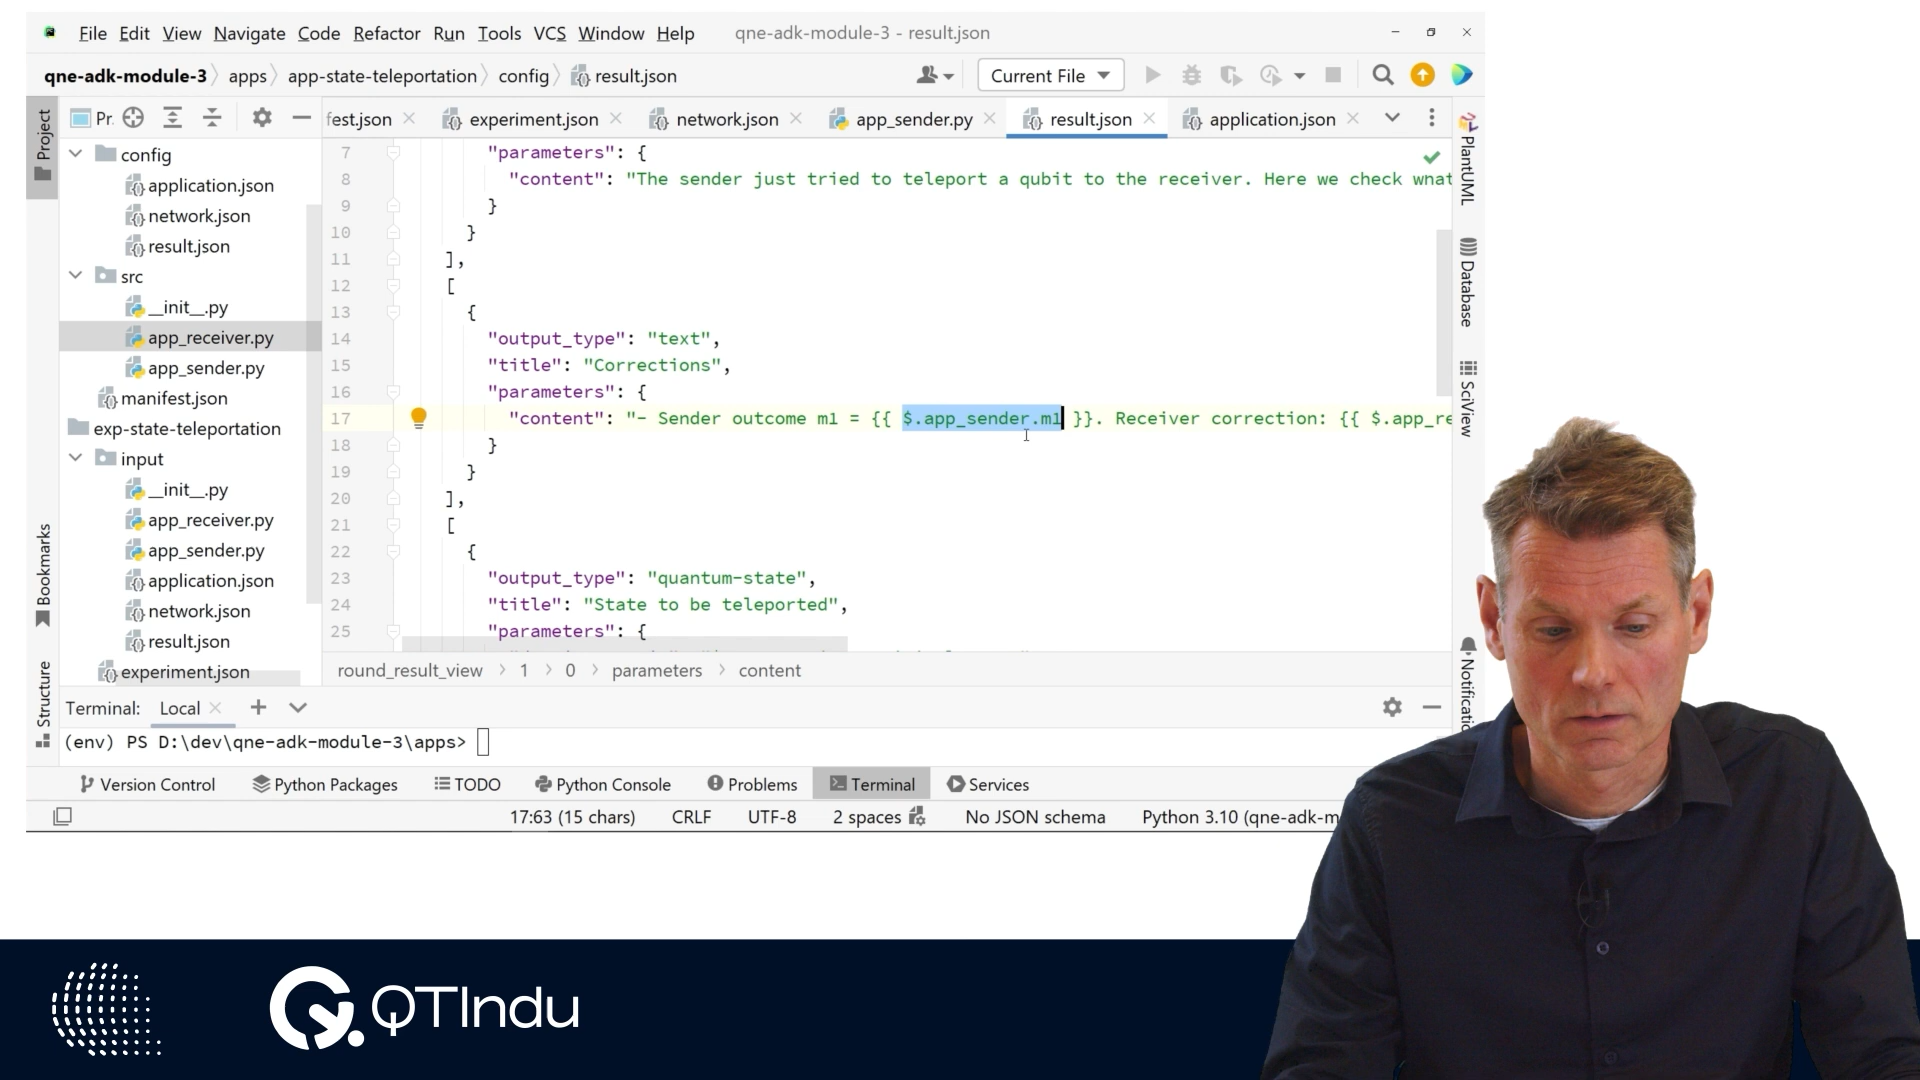 File Edit View Navigate Code Refactor Run Tools VCS Window Help qne-adk-module-3 - result.json
qne-adk-module-3 apps app-state-teleportation config result.json Current File
Project
Pr.
fest.json experiment.json network.json app_sender.py result.json application.json
config
application.json
network.json
result.json
src
__init__.py
app_receiver.py
app_sender.py
manifest.json
exp-state-teleportation
input
__init__.py
app_receiver.py
app_sender.py
application.json
network.json
result.json
experiment.json
7 "parameters": {
8 "content": "The sender just tried to teleport a qubit to the receiver. Here we check what
9 }
10 }
11 ],
12 [
13 {
14 "output_type": "text",
15 "title": "Corrections",
16 "parameters": {
17 "content": "- Sender outcome m1 = {{ $.app_sender.m1 }}. Receiver correction: {{ $.app_re
18 }
19 }
20 ],
21 [
22 {
23 "output_type": "quantum-state",
24 "title": "State to be teleported",
25 "parameters": {
round_result_view 1 0 parameters content
PlantUML
Database
SciView
Bookmarks
Structure
Terminal: Local
(env) PS D:\dev\qne-adk-module-3\apps>
Version Control Python Packages TODO Python Console Problems Terminal Services
17:63 (15 chars) CRLF UTF-8 2 spaces No JSON schema Python 3.10 (qne-adk-m
QTIndu